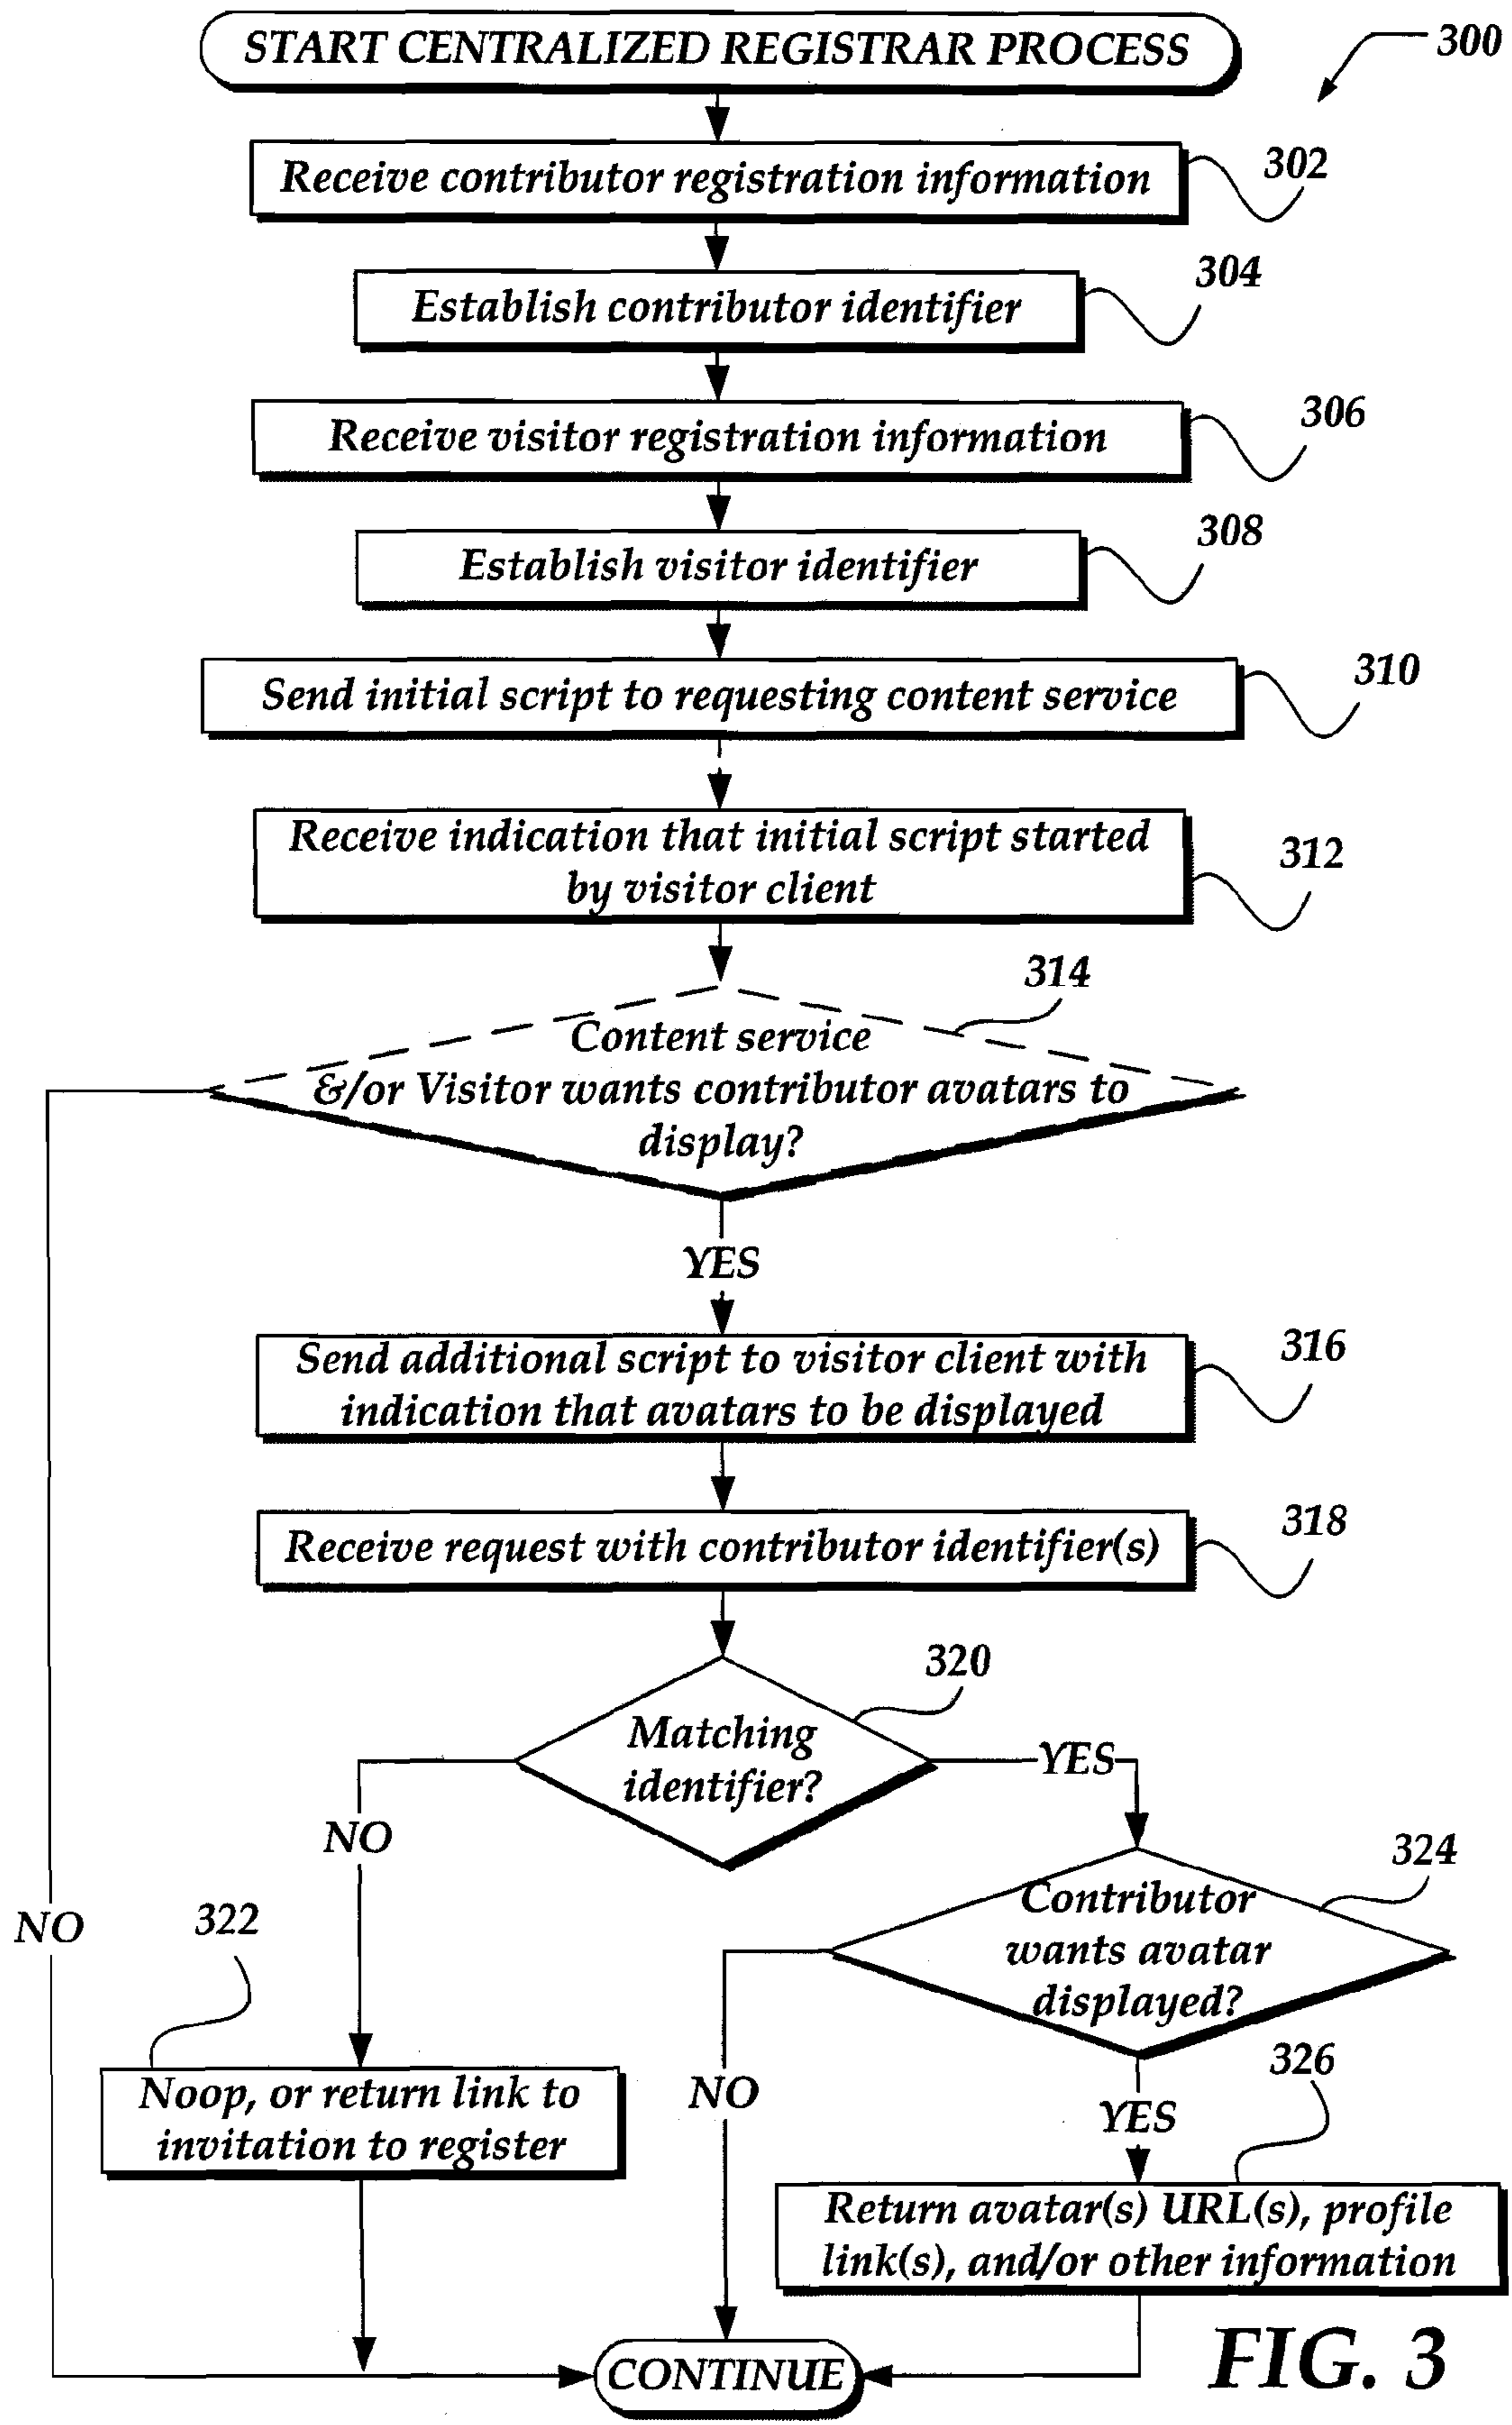 START CENTRALIZED REGISTRAR PROCESS
300
Receive contributor registration information
302
Establish contributor identifier
304
Receive visitor registration information
306
Establish visitor identifier
308
Send initial script to requesting content service
310
Receive indication that initial script started
by visitor client
312
314
Content service
&/or Visitor wants contributor avatars to
display?
YES
Send additional script to visitor client with
indication that avatars to be displayed
316
Receive request with contributor identifier(s)
318
320
Matching
identifier?
YES
NO
324
Contributor
wants avatar
displayed?
NO
322
326
Noop, or return link to
invitation to register
NO
YES
Return avatar(s) URL(s), profile
link(s), and/or other information
CONTINUE
FIG. 3